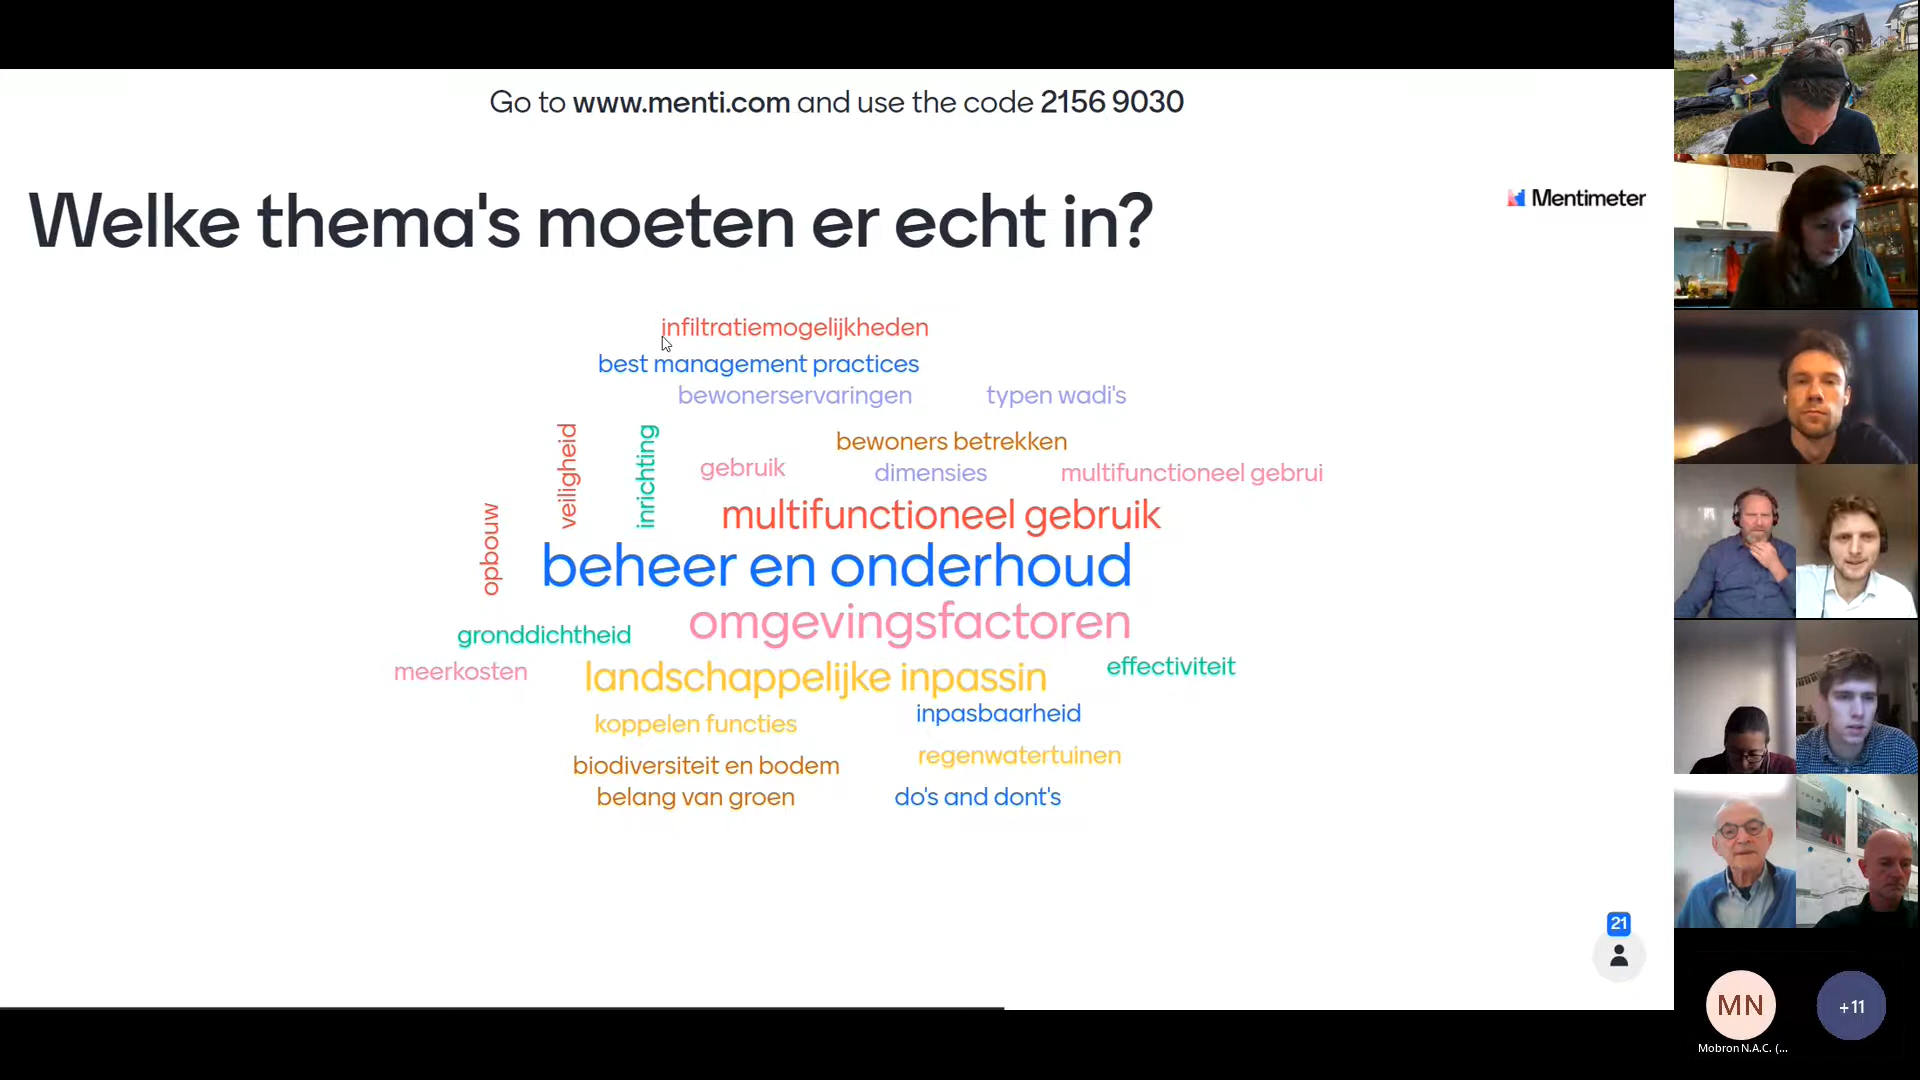 Go to www.menti.com and use the code 2156 9030
Welke thema's moeten er echt in?
Mentimeter
infiltratiemogelijkheden
best management practices
bewonerservaringen
typen wadi's
veiligheid
inrichting
bewoners betrekken
gebruik
dimensies
multifunctioneel gebrui
opbouw
multifunctioneel gebruik
beheer en onderhoud
omgevingsfactoren
gronddichtheid
meerkosten
landschappelijke inpassin
effectiviteit
koppelen functies
inpasbaarheid
biodiversiteit en bodem
regenwatertuinen
belang van groen
do's and dont's
21
MN
+11
Mobron N.A.C. (...